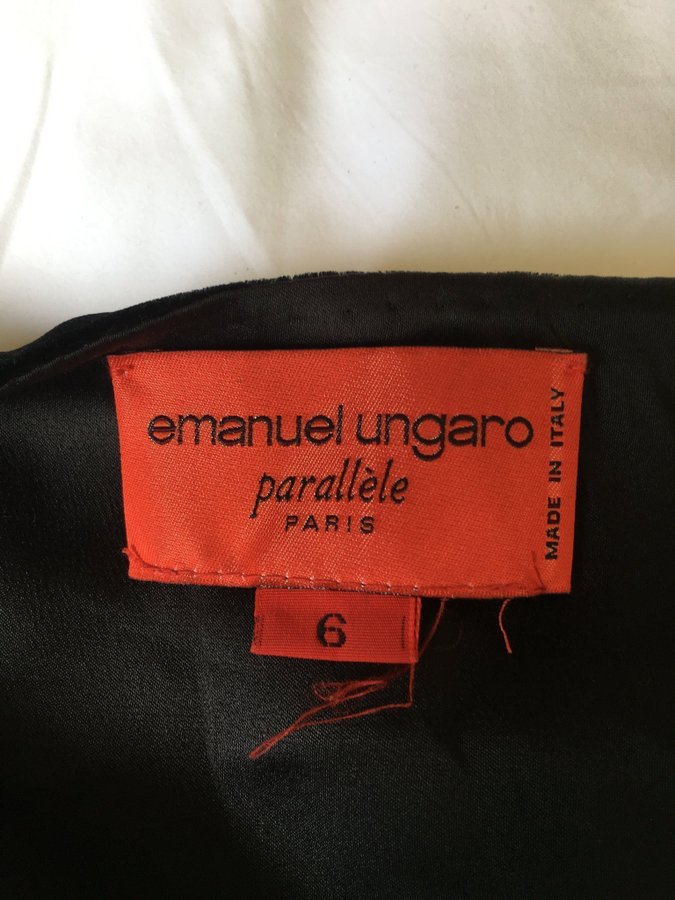 emanuel ungaro
parallèle
PARIS
MADE IN ITALY
6